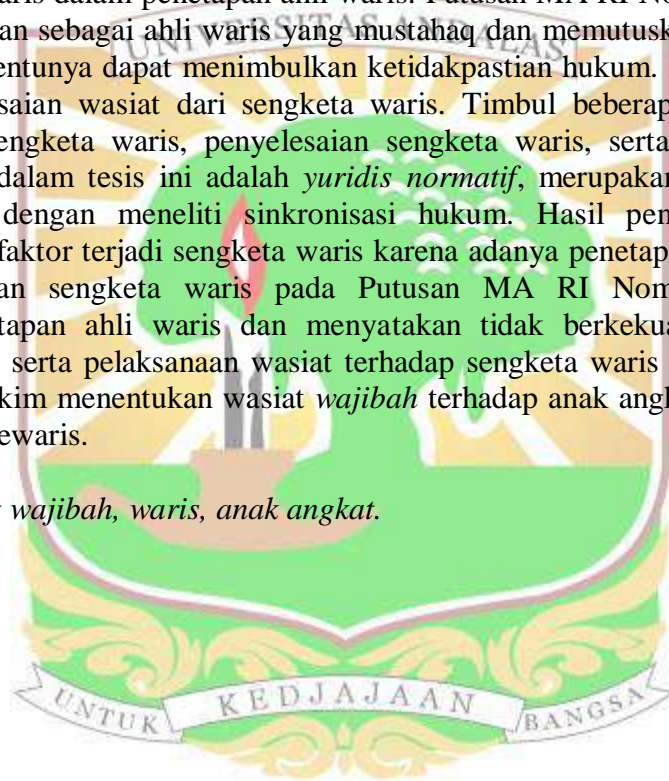 aris dalam penetapan ahli waris. Putusan MA RI No
an sebagai ahli waris yang mustahaq dan memutusk
UNIVERSITAS ANDALAS
entunya dapat menimbulkan ketidakpastian hukum.
saian wasiat dari sengketa waris. Timbul beberap
engketa waris, penyelesaian sengketa waris, serta
dalam tesis ini adalah yuridis normatif, merupakan
dengan meneliti sinkronisasi hukum. Hasil pen
faktor terjadi sengketa waris karena adanya penetap
an sengketa waris pada Putusan MA RI Nom
tapan ahli waris dan menyatakan tidak berkekua
serta pelaksanaan wasiat terhadap sengketa waris
kim menentukan wasiat wajibah terhadap anak angl
ewaris.
wajibah, waris, anak angkat.
UNTUK KEDJAJAAN BANGSA